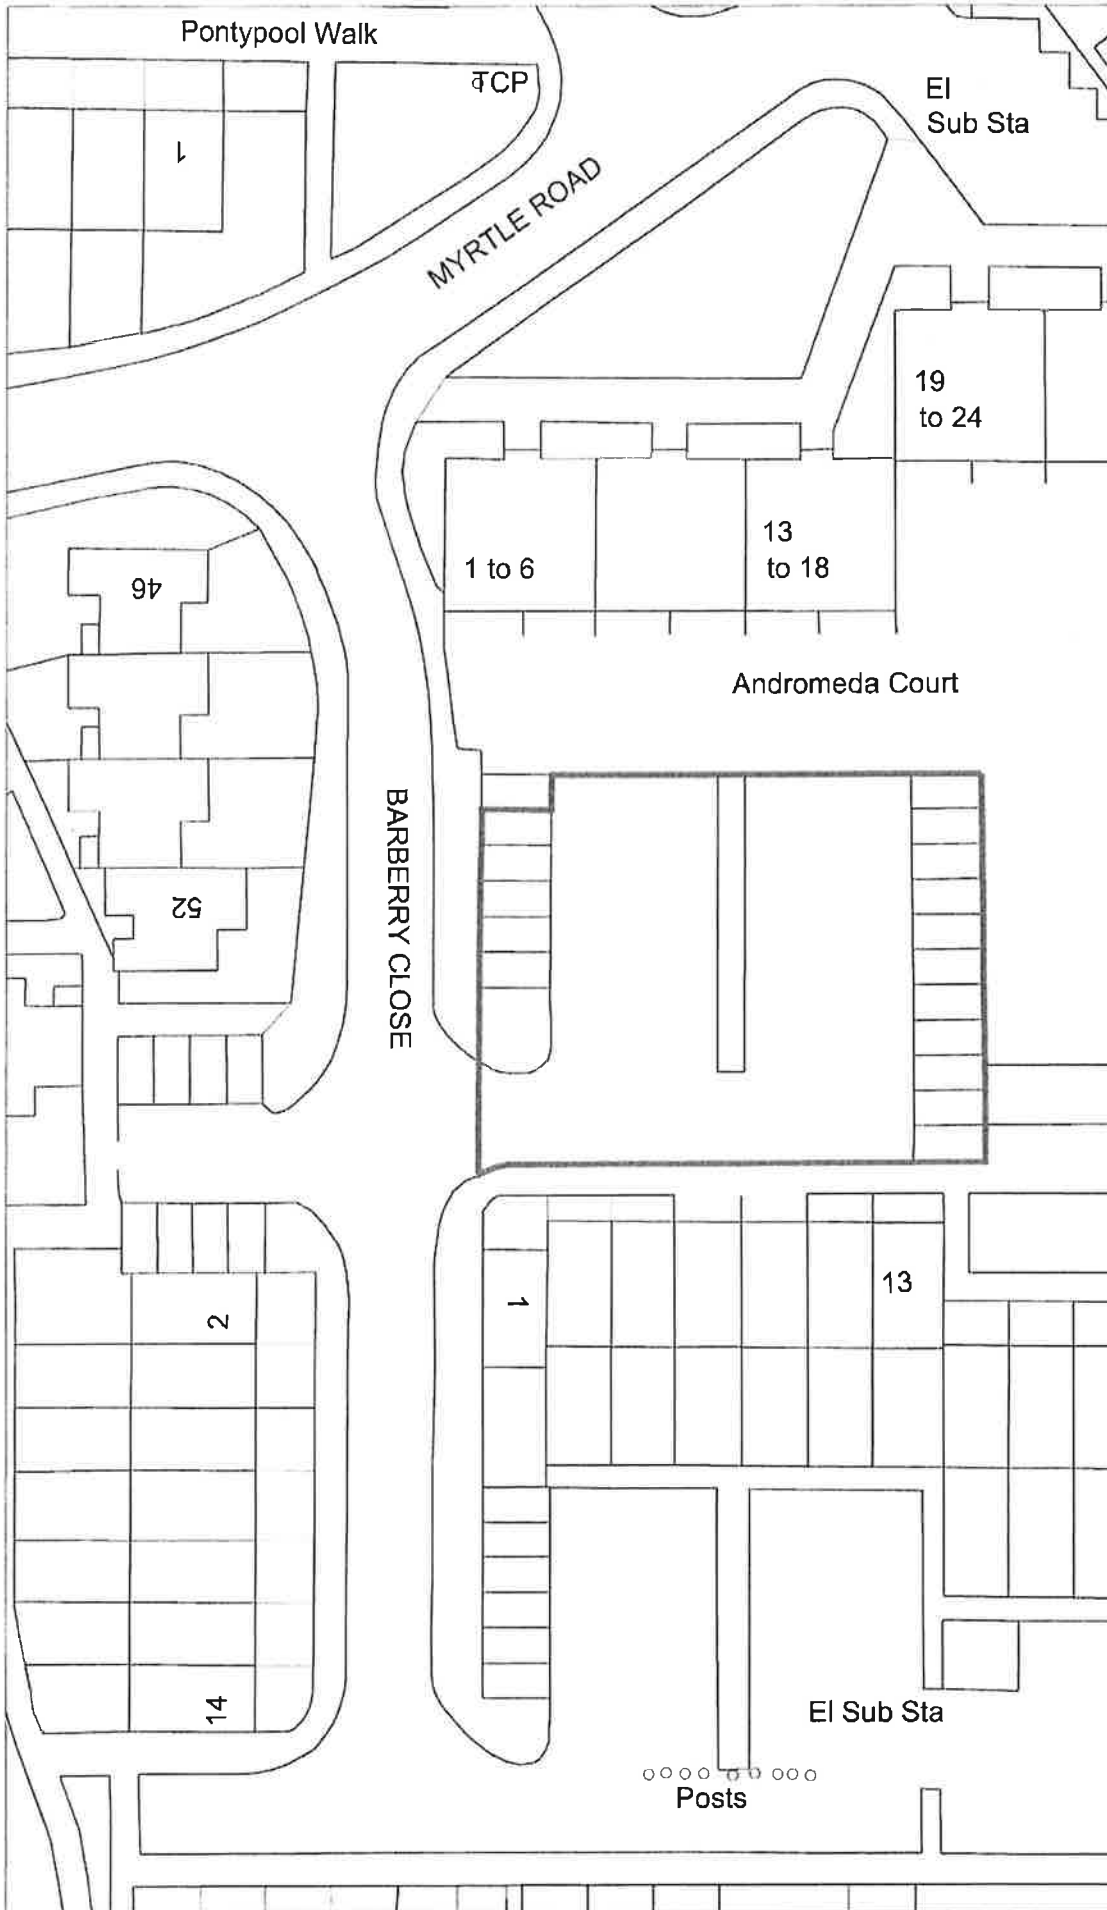 Pontypool Walk
TCP
El
Sub Sta
1
MYRTLE ROAD
19
to 24
13
to 18
1 to 6
46
Andromeda Court
BARBERRY CLOSE
52
13
1
2
14
El Sub Sta
Posts